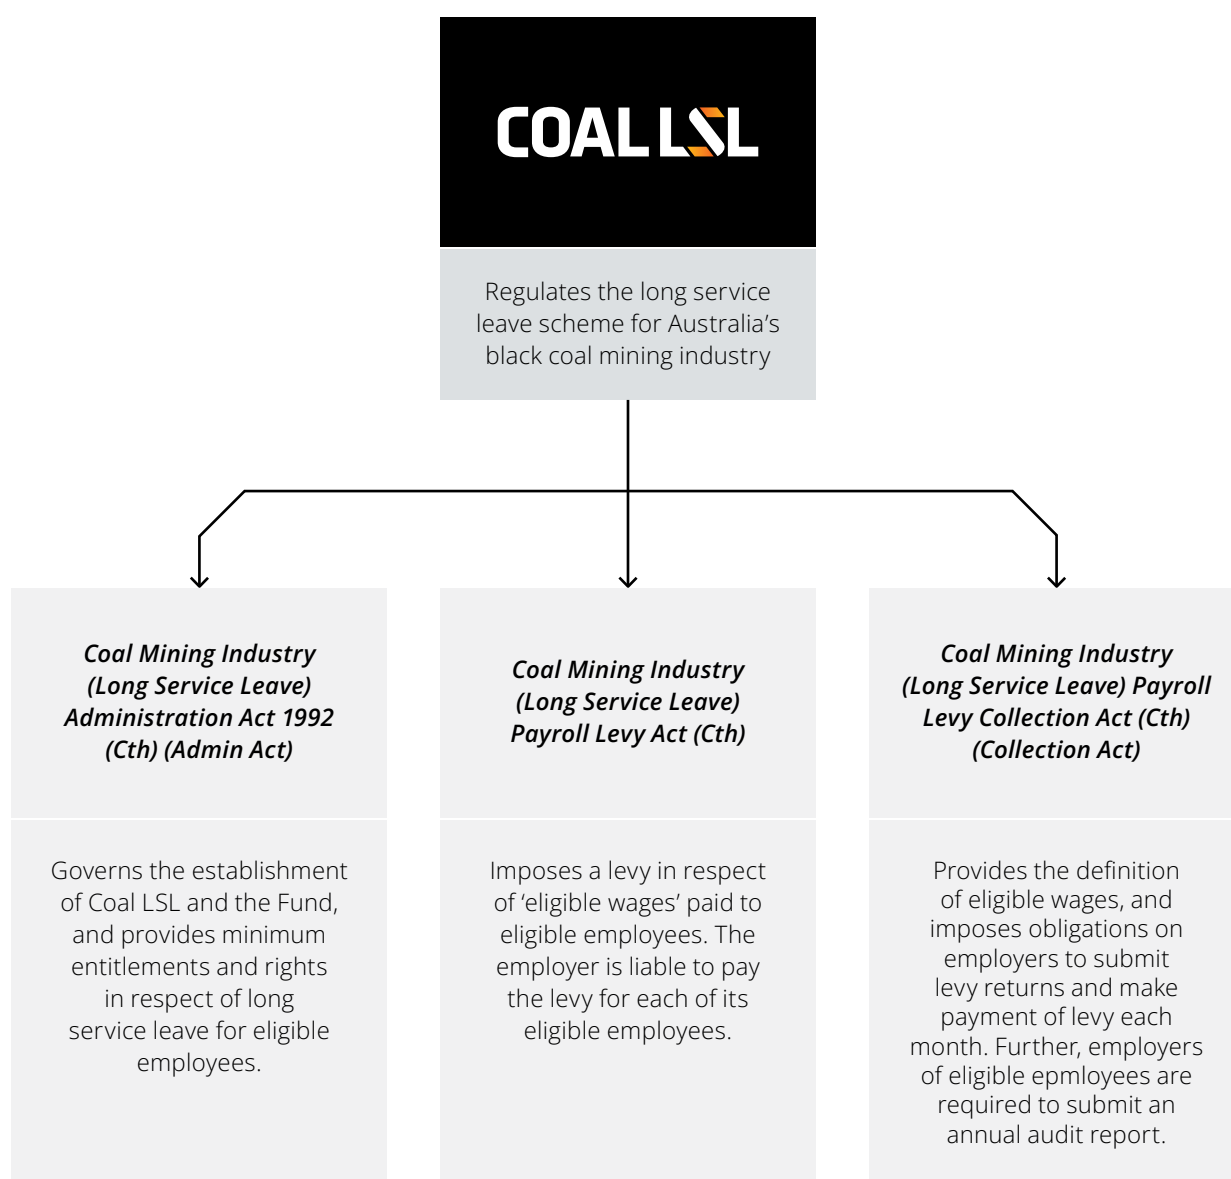 COAL LSL
Regulates the long service
leave scheme for Australia’s
black coal mining industry
Coal Mining Industry
(Long Service Leave)
Administration Act 1992
(Cth) (Admin Act)
Governs the establishment
of Coal LSL and the Fund,
and provides minimum
entitlements and rights
in respect of long
service leave for eligible
employees.
Coal Mining Industry
(Long Service Leave)
Payroll Levy Act (Cth)
Imposes a levy in respect
of ‘eligible wages’ paid to
eligible employees. The
employer is liable to pay
the levy for each of its
eligible employees.
Coal Mining Industry
(Long Service Leave) Payroll
Levy Collection Act (Cth)
(Collection Act)
Provides the definition
of eligible wages, and
imposes obligations on
employers to submit
levy returns and make
payment of levy each
month. Further, employers
of eligible epmloyees are
required to submit an
annual audit report.